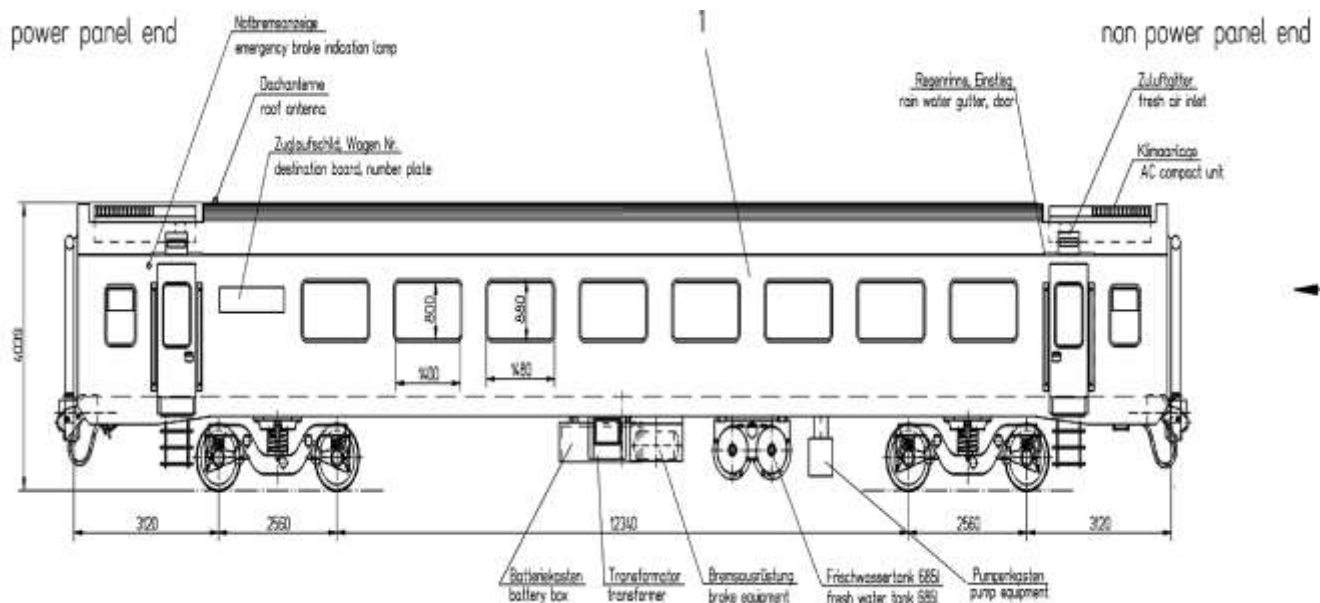 power panel end
Notbremsanzeige
emergency brake indication lamp
1
non power panel end
Dachantenne
roof antenna
Regenrinne, Einstieg
rain water gutter, door
Zuluftgitter
fresh air inlet
Zuglaufschild, Wagen Nr.
destination board, number plate
Klimaanlage
AC compact unit
800
880
1400
1480
3120
2560
12340
2560
3120
Batteriekasten
battery box
Transformator
transformer
Bremsausrüstung
brake equipment
Frischwassertank 685l
fresh water tank 685l
Pumpenkasten
pump equipment